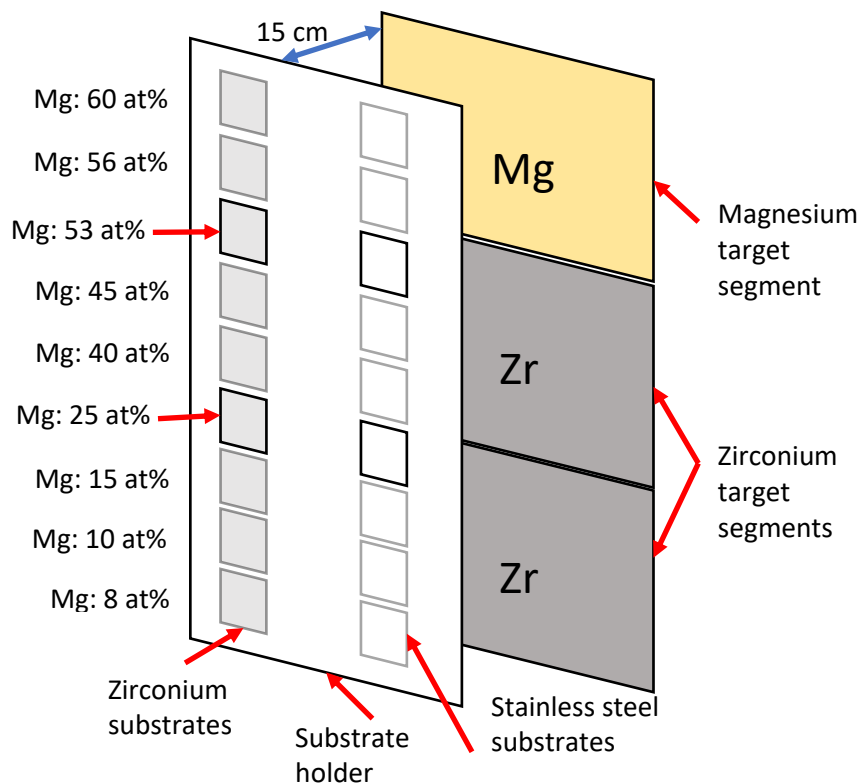 15 cm
Mg: 60 at%
Mg: 56 at%
Mg: 53 at%
Mg: 45 at%
Mg: 40 at%
Mg: 25 at%
Mg: 15 at%
Mg: 10 at%
Mg: 8 at%
Mg
Zr
Zr
Magnesium
target
segment
Zirconium
target
segments
Zirconium
substrates
Substrate
holder
Stainless steel
substrates